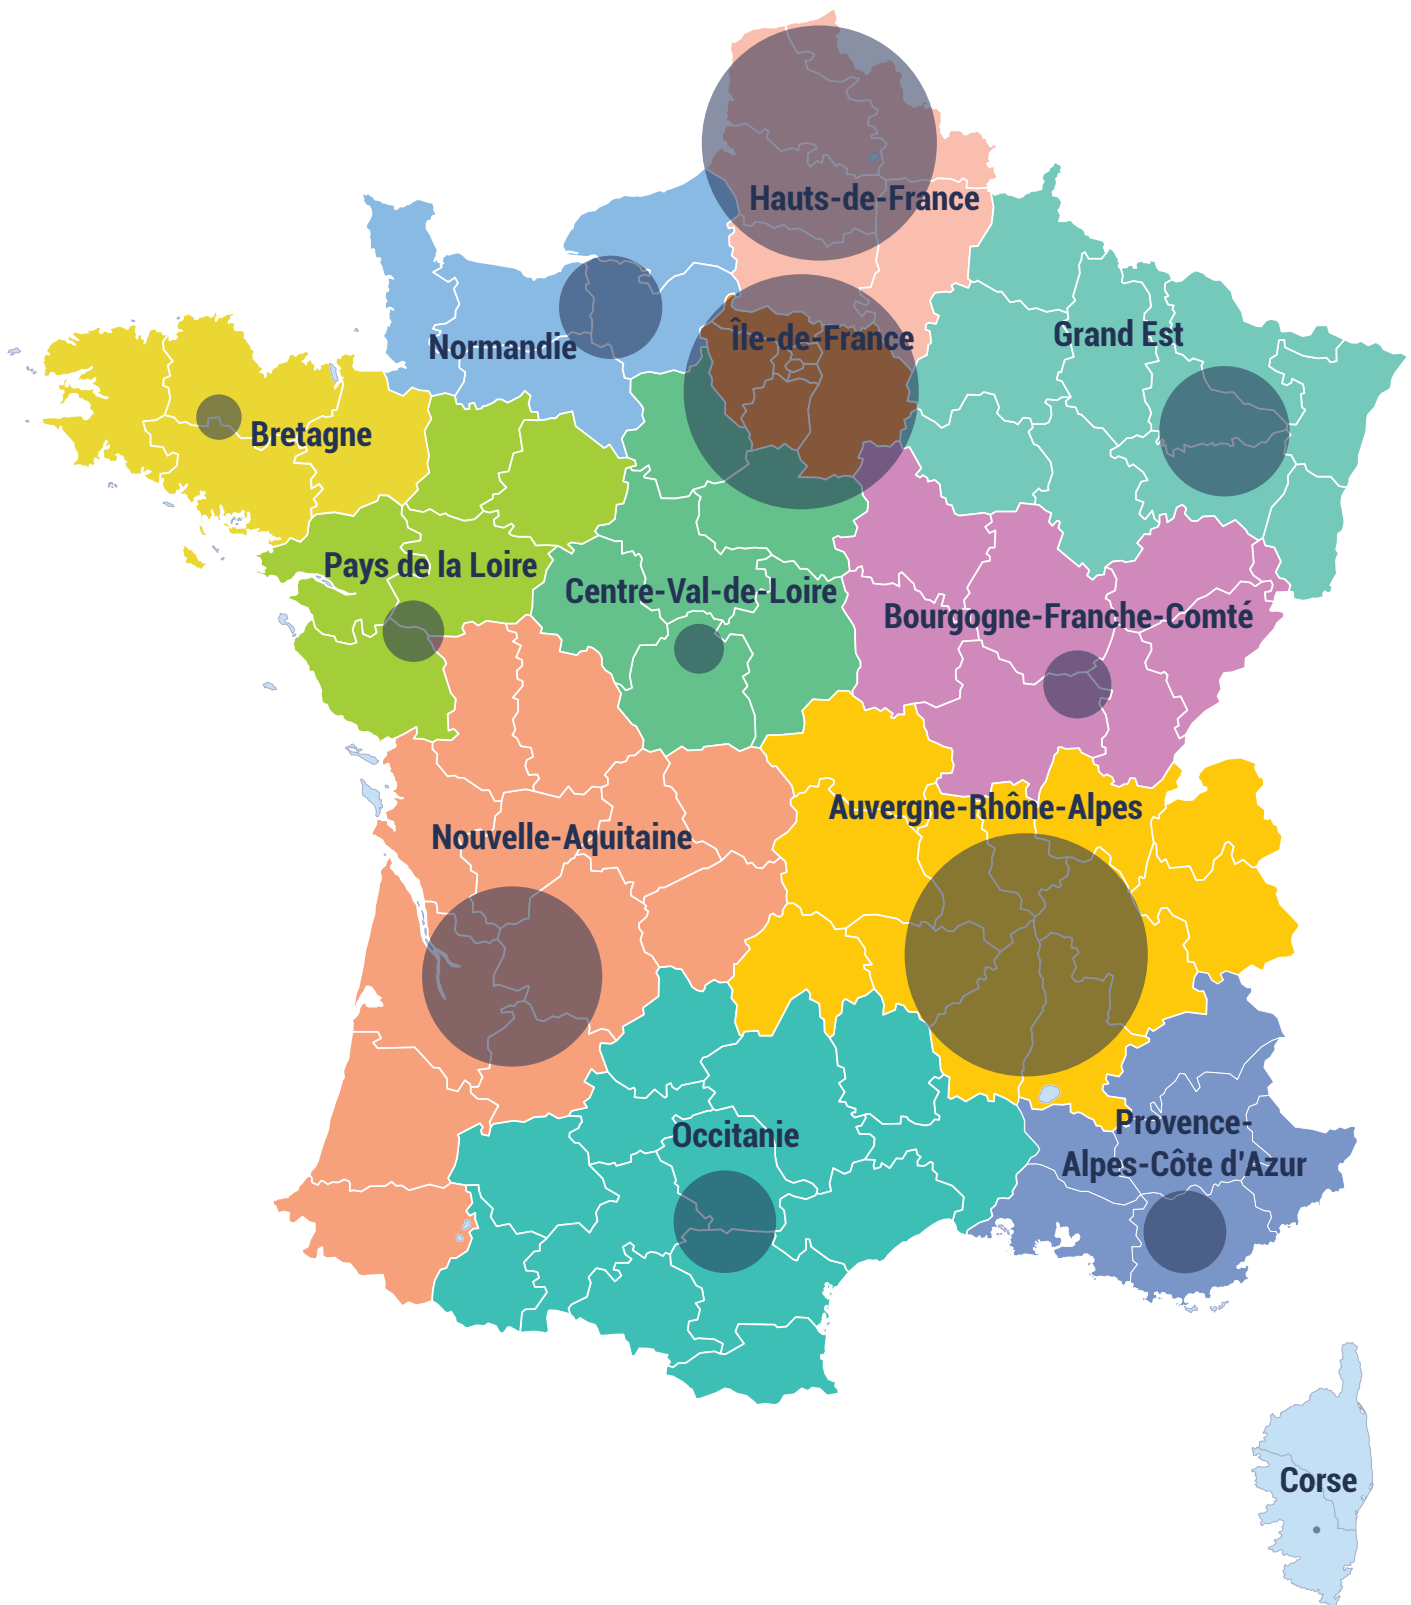 Hauts-de-France
Normandie
Île-de-France
Grand Est
Bretagne
Pays de la Loire
Centre-Val-de-Loire
Bourgogne-Franche-Comté
Auvergne-Rhône-Alpes
Nouvelle-Aquitaine
Occitanie
Provence-
Alpes-Côte d'Azur
Corse